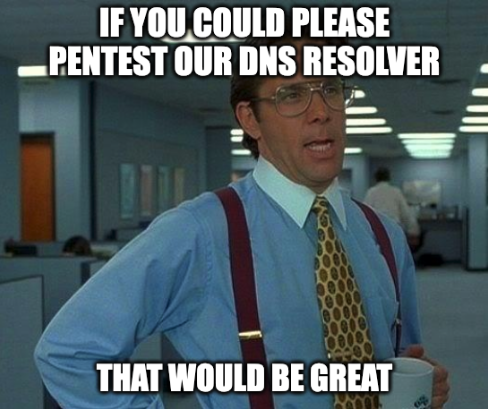 IF YOU COULD PLEASE
PENTEST OUR DNS RESOLVER
THAT WOULD BE GREAT